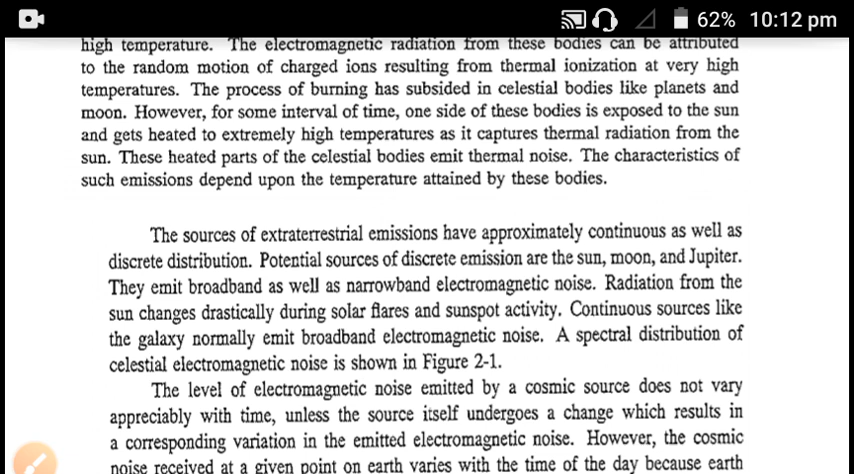 62% 10:12 pm
high temperature. The electromagnetic radiation from these bodies can be attributed
to the random motion of charged ions resulting from thermal ionization at very high
temperatures. The process of burning has subsided in celestial bodies like planets and
moon. However, for some interval of time, one side of these bodies is exposed to the sun
and gets heated to extremely high temperatures as it captures thermal radiation from the
sun. These heated parts of the celestial bodies emit thermal noise. The characteristics of
such emissions depend upon the temperature attained by these bodies.
The sources of extraterrestrial emissions have approximately continuous as well as
discrete distribution. Potential sources of discrete emission are the sun, moon, and Jupiter.
They emit broadband as well as narrowband electromagnetic noise. Radiation from the
sun changes drastically during solar flares and sunspot activity. Continuous sources like
the galaxy normally emit broadband electromagnetic noise. A spectral distribution of
celestial electromagnetic noise is shown in Figure 2-1.
The level of electromagnetic noise emitted by a cosmic source does not vary
appreciably with time, unless the source itself undergoes a change which results in
a corresponding variation in the emitted electromagnetic noise. However, the cosmic
noise received at a given point on earth varies with the time of the day because earth